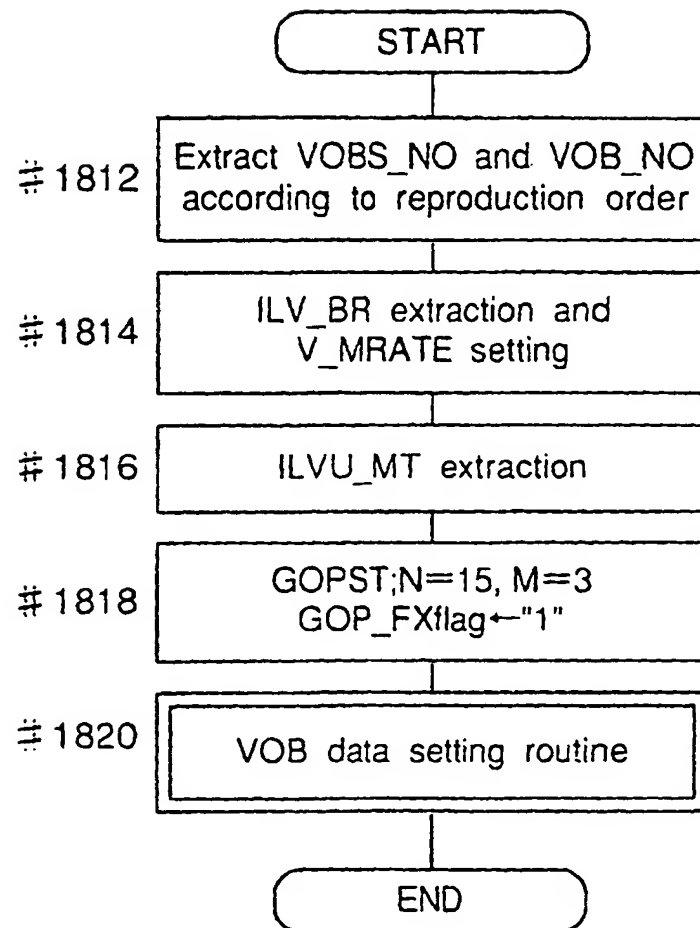 START
#1812
Extract VOBS_NO and VOB_NO
according to reproduction order
#1814
ILV_BR extraction and
V_MRATE setting
#1816
ILVU_MT extraction
#1818
GOPST;N=15, M=3
GOP_FXflag←"1"
#1820
VOB data setting routine
END